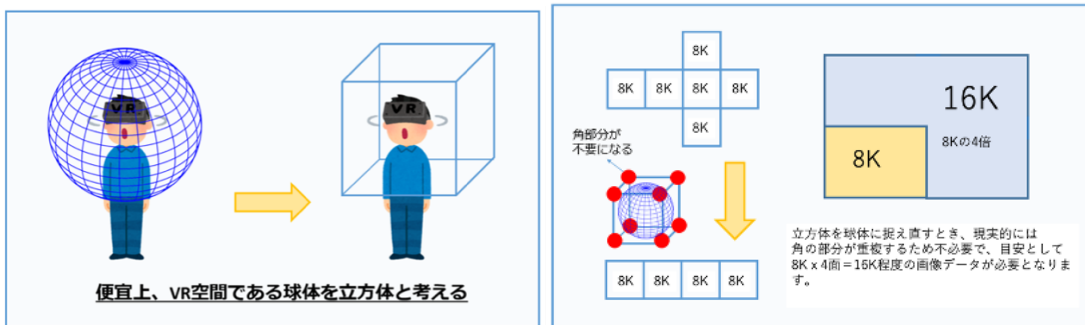 VR
VR
便宜上、VR空間である球体を立方体と考える
8K
8K
8K
8K
8K
8K
角部分が
不要になる
8K
8K
8K
8K
16K
8Kの4倍
8K
立方体を球体に捉え直すとき、現実的には
角の部分が重複するため不必要で、目安として
8K x 4面＝16K程度の画像データが必要となりま
す。